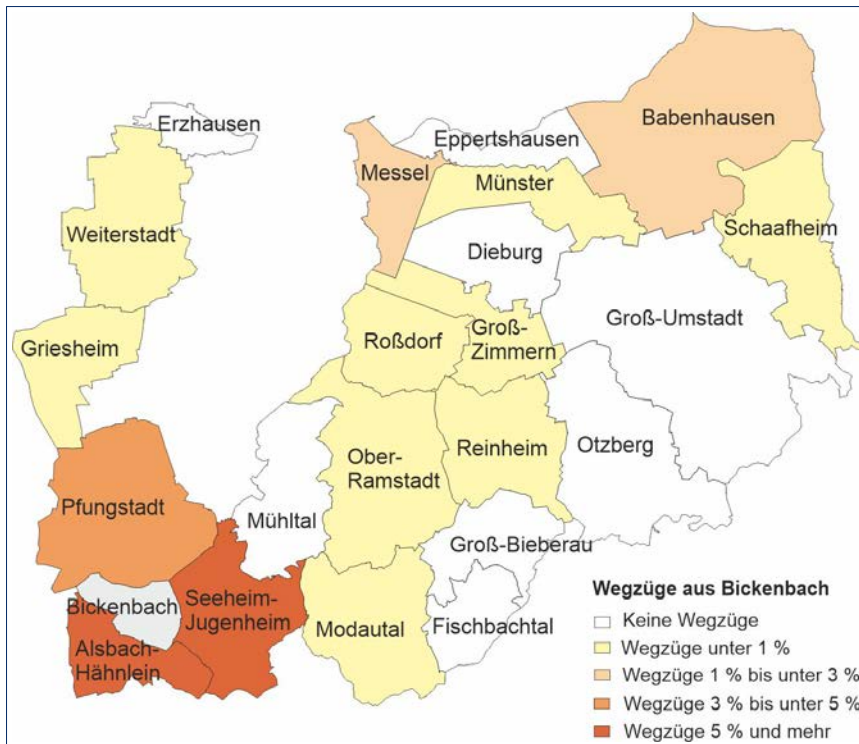 Erzhausen
Eppertshausen
Babenhausen
Messel
Münster
Weiterstadt
Schaafheim
Dieburg
Groß-Umstadt
Griesheim
Roßdorf
Groß-
Zimmern
Reinheim
Otzberg
Ober-
Ramstadt
Pfungstadt
Mühltal
Groß-Bieberau
Bickenbach
Seeheim-
Jugenheim
Modautal
Fischbachtal
Alsbach-
Hähnlein
Wegzüge aus Bickenbach
Keine Wegzüge
Wegzüge unter 1 %
Wegzüge 1 % bis unter 3 %
Wegzüge 3 % bis unter 5 %
Wegzüge 5 % und mehr